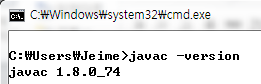 C:₩Windows₩system32₩cmd.exe
C:₩Users₩Jeime>javac -version
javac 1.8.0_74